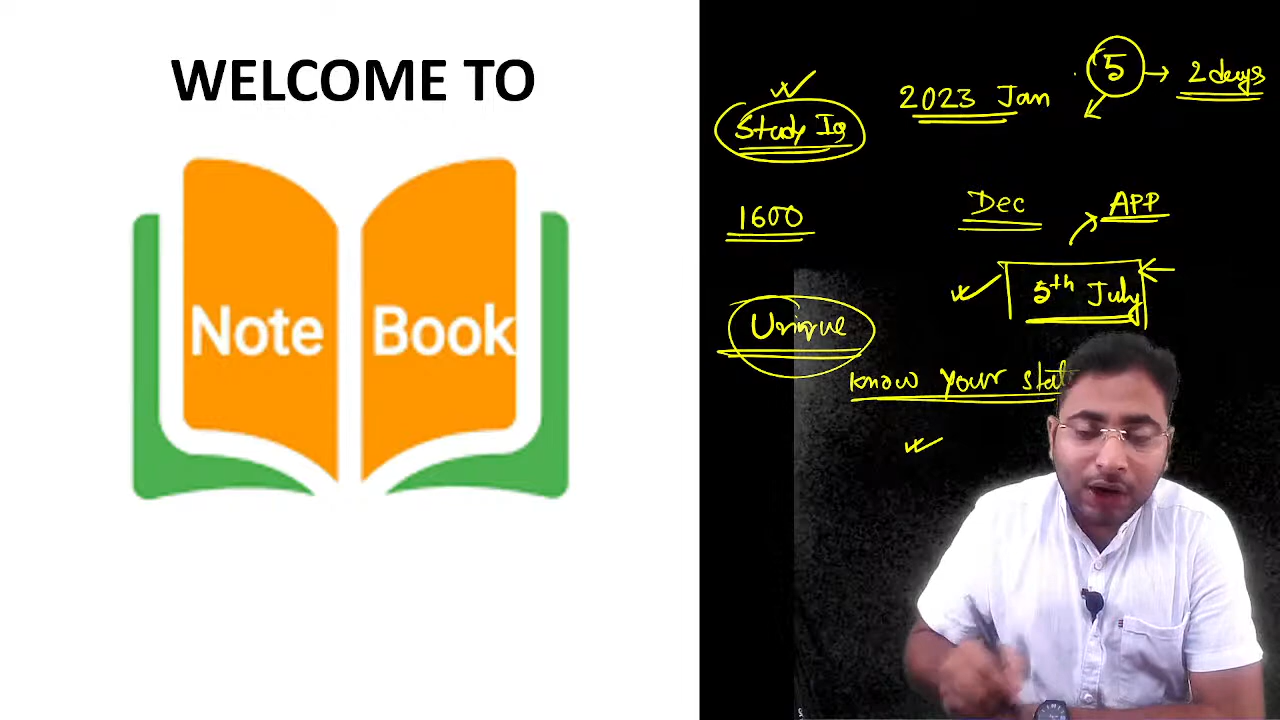 WELCOME TO
Note Book
5 → 2 days
2023 Jan
Study IQ
Dec
APP
1600
5th July
Unique
Know your stat